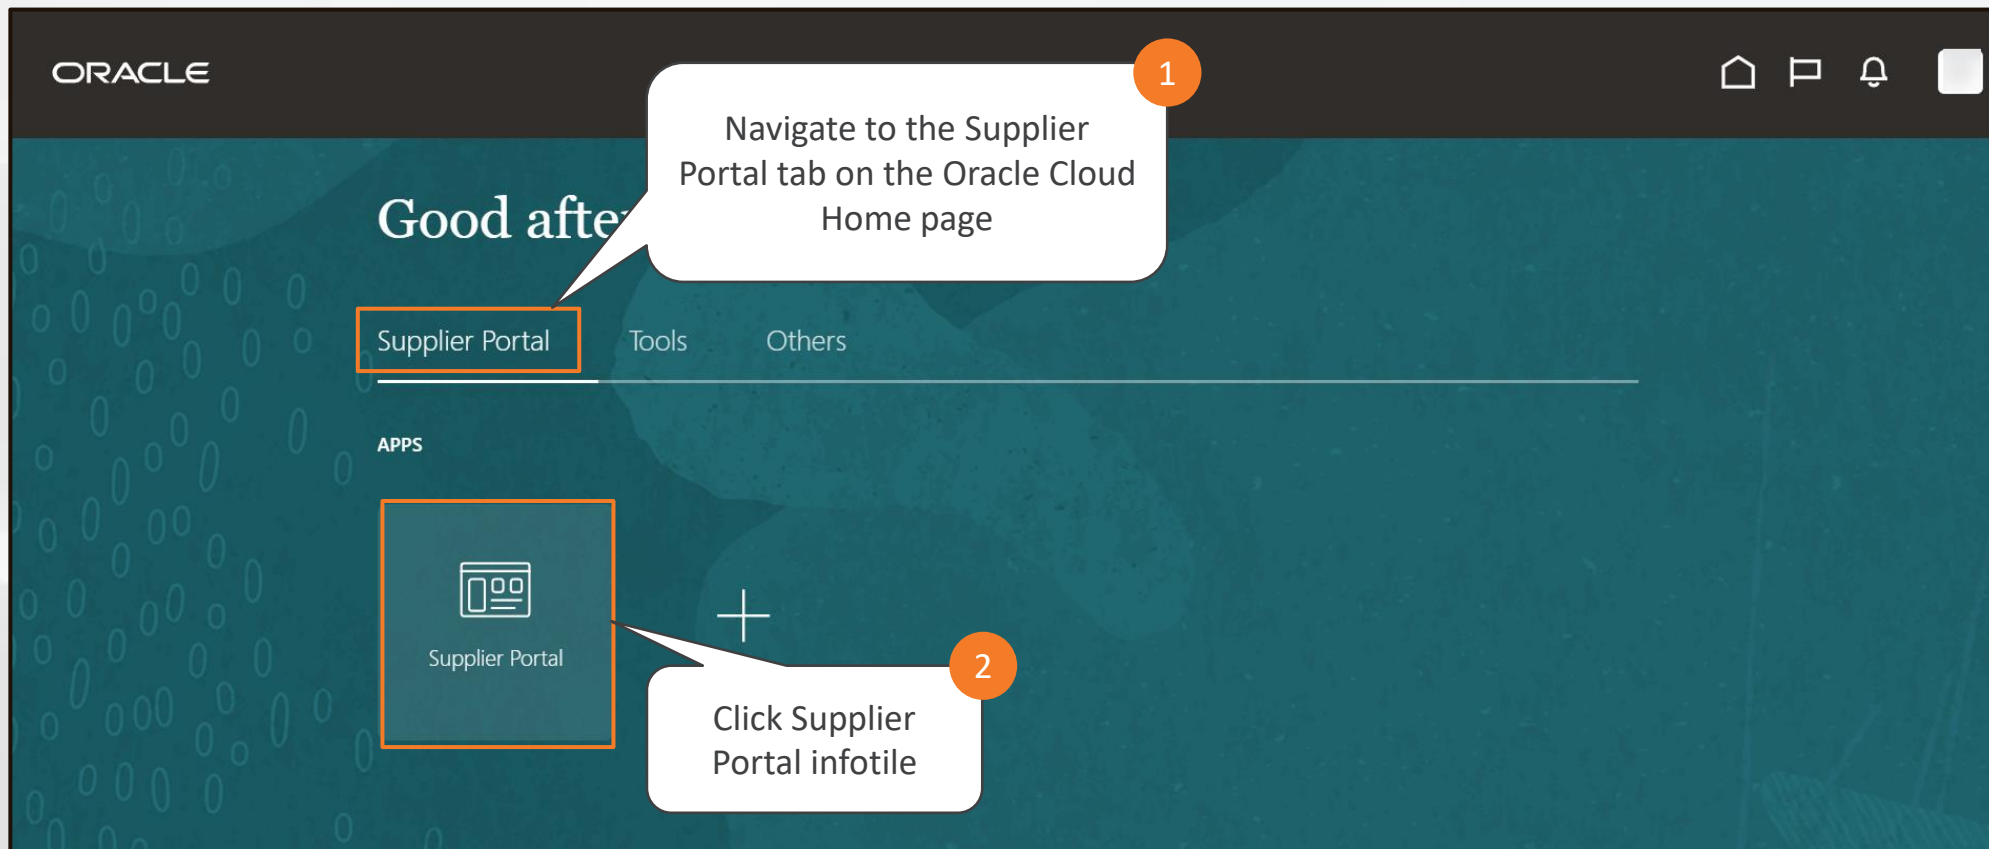 ORACLE
1
Navigate to the Supplier
Portal tab on the Oracle Cloud
Home page
Good
Supplier Portal
Tools
Others
APPS
Supplier Portal
2
Click Supplier
Portal infotile